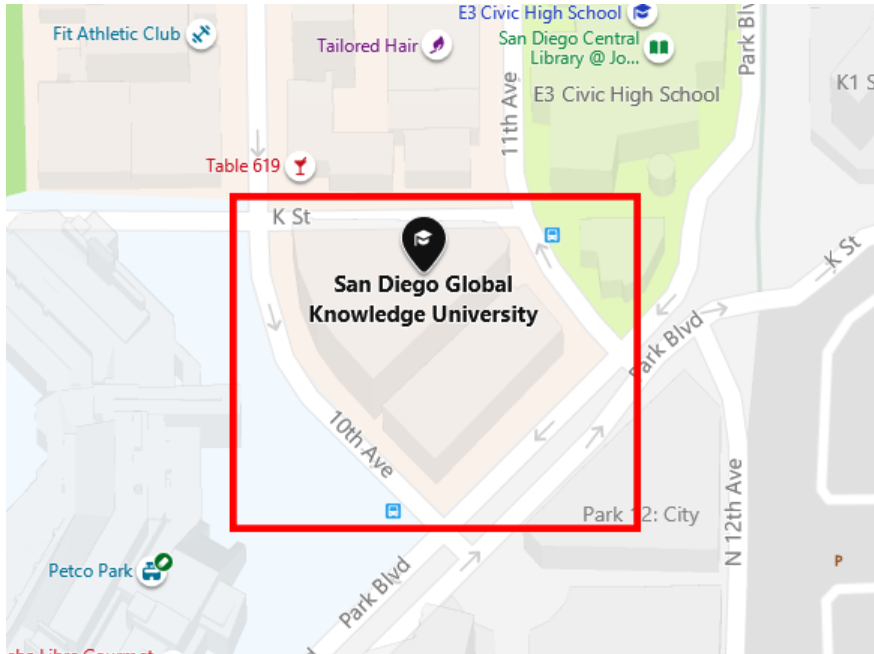 E3 Civic High School
Fit Athletic Club
Tailored Hair
San Diego Central
Library @ Jo...
Park Blv
11th Ave
E3 Civic High School
K1 S
Table 619
K St
San Diego Global
Knowledge University
K St
Park Blvd
10th Ave
Park 12: City
N 12th Ave
Petco Park
P
Park Blvd